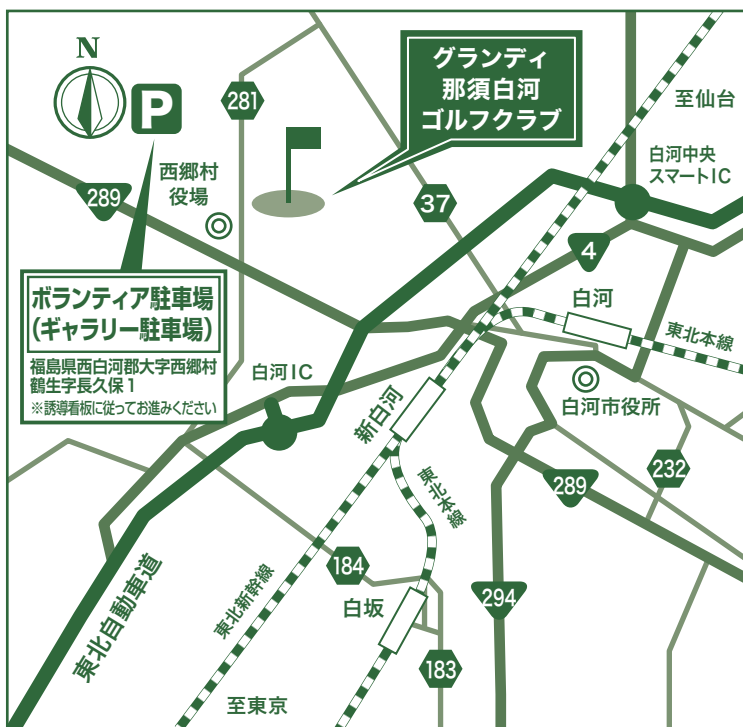 N
P
281
グランディ
那須白河
ゴルフクラブ
至仙台
白河中央
スマートIC
西郷村
役場
289
37
4
ボランティア駐車場
(ギャラリー駐車場)
福島県西白河郡大字西郷村
鶴生字長久保1
※誘導看板に従ってお進みください
白河
東北本線
白河IC
新白河
白河市役所
東北本線
232
289
184
294
白坂
東北自動車道
東北新幹線
183
至東京